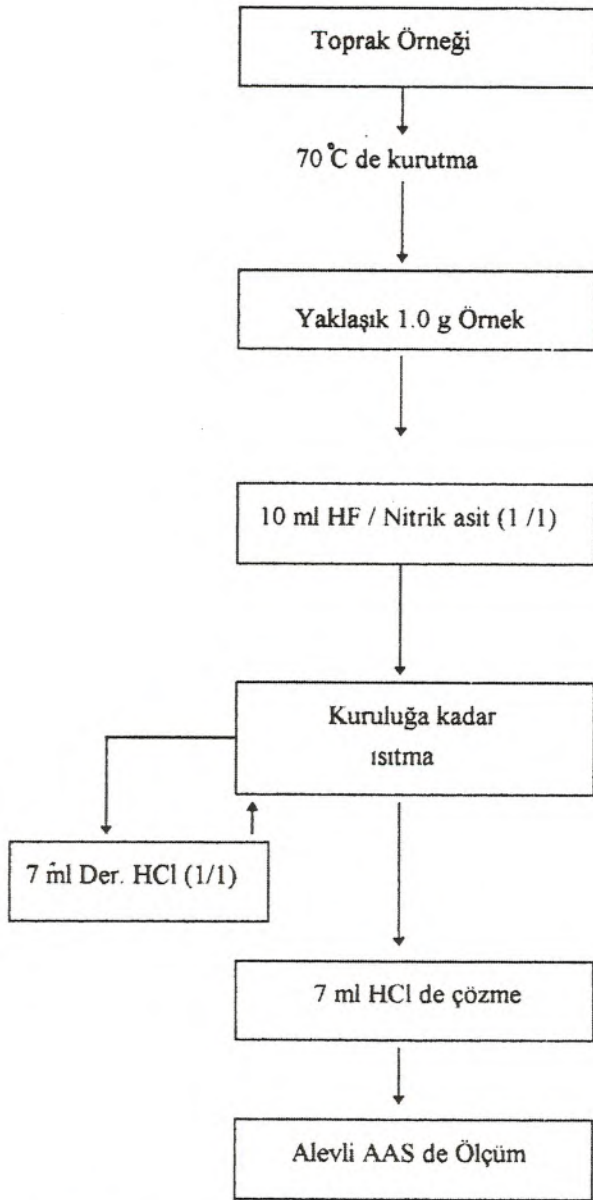 Toprak Örneği
70°C de kurutma
Yaklaşık 1.0 g Örnek
10 ml HF / Nitrik asit (1 /1)
Kuruluğa kadar
ısıtma
7 ml Der. HCl (1/1)
7 ml HCl de çözme
Alevli AAS de Ölçüm